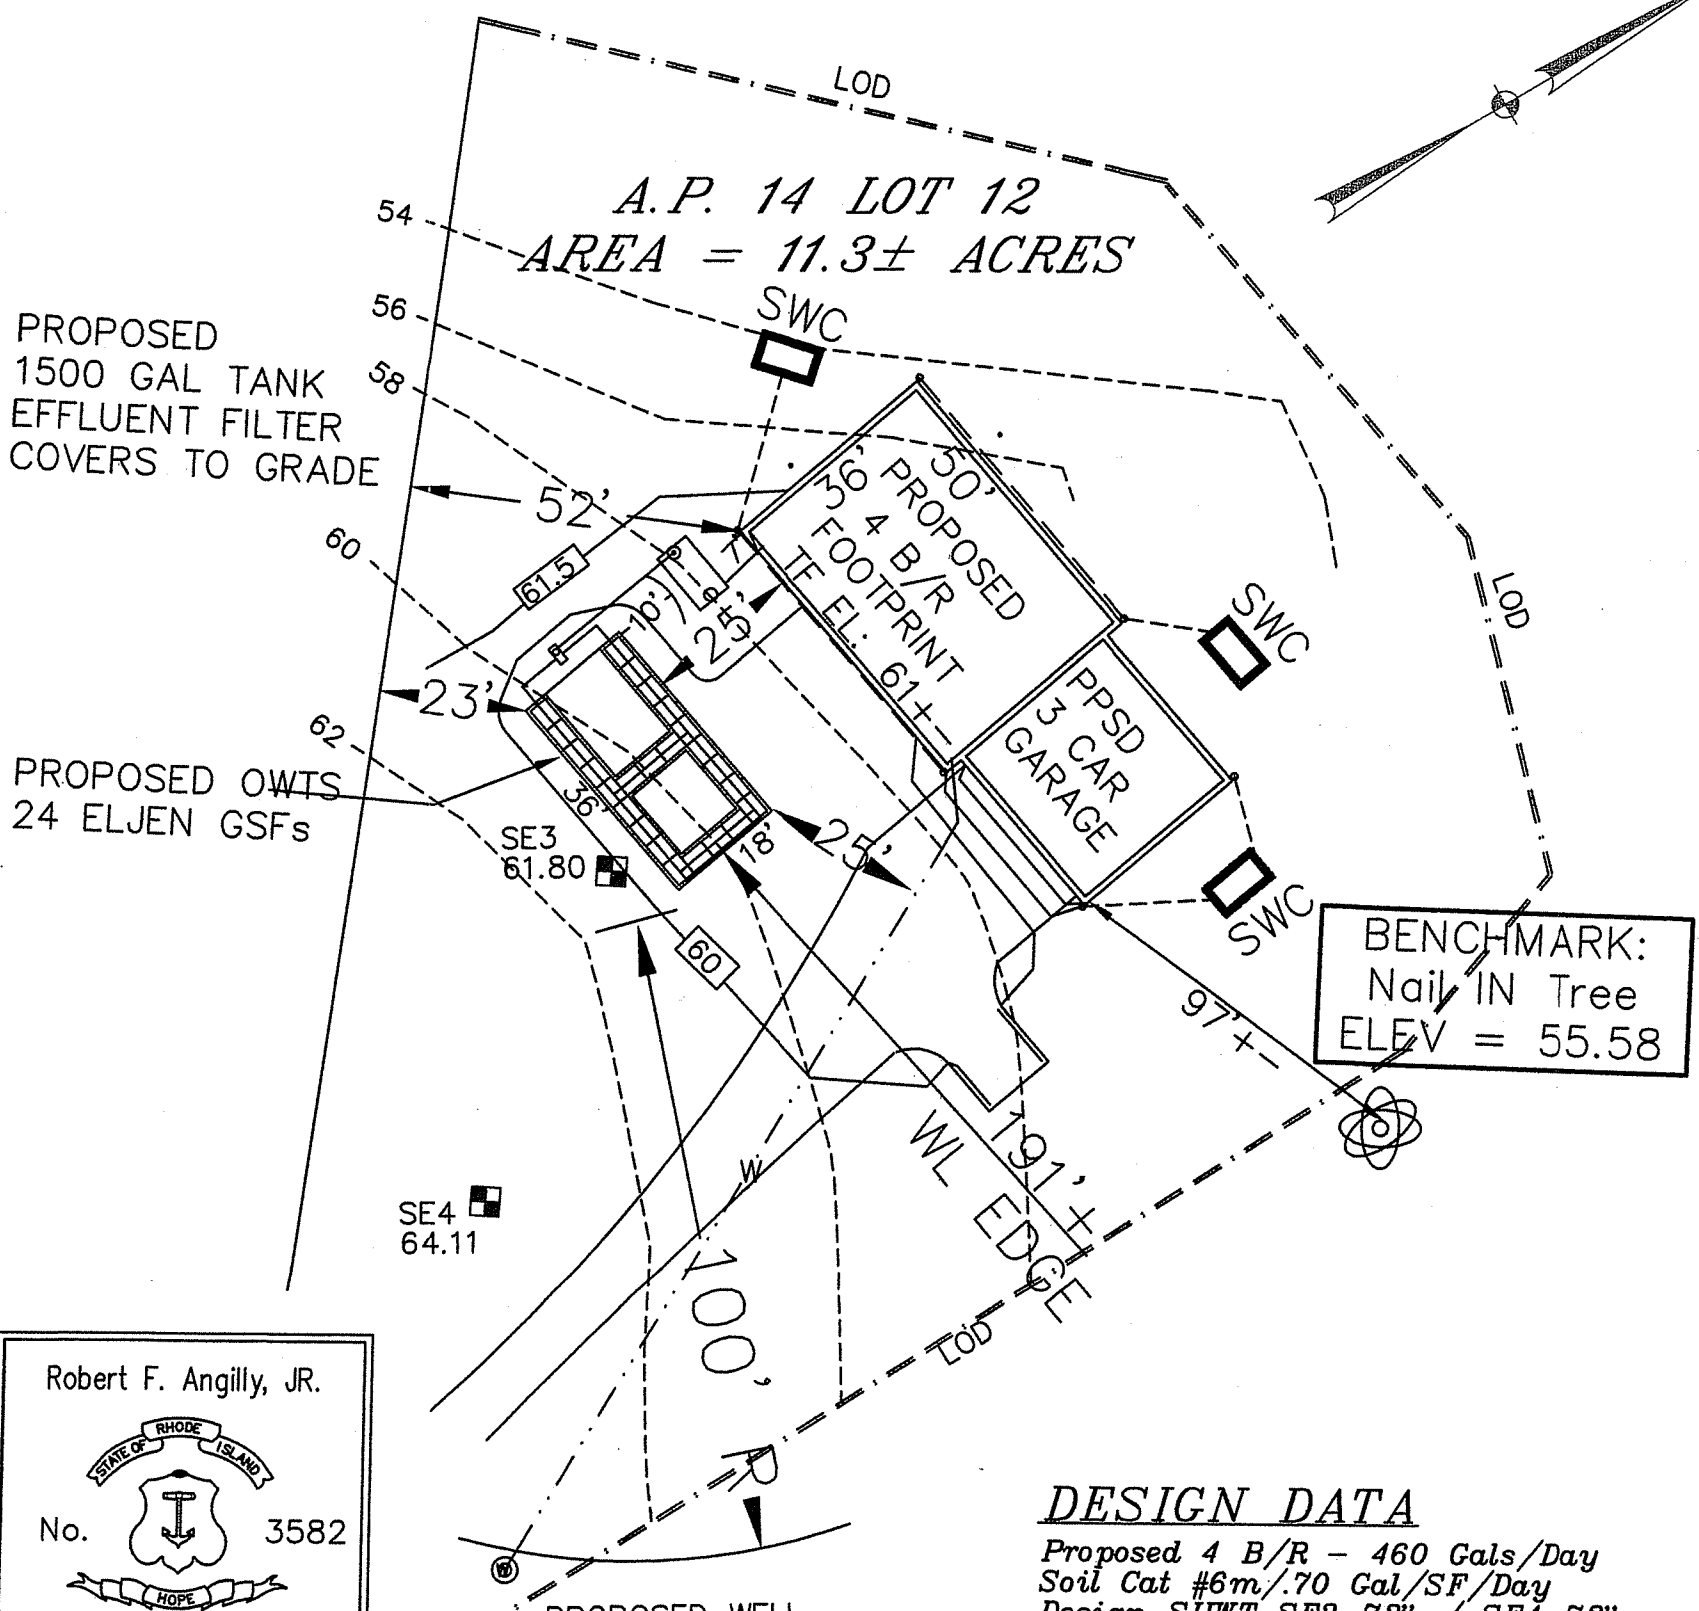 LOD
A.P. 14 LOT 12
AREA = 11.3± ACRES
54
56
58
60
62
SWC
PROPOSED
1500 GAL TANK
EFFLUENT FILTER
COVERS TO GRADE
52'
61.5
10'
25'
23'
36'
50'
PROPOSED
4 B/R
FOOTPRINT
TF EL: 61±
PPSD
3 CAR
GARAGE
SWC
LOD
SWC
PROPOSED OWTS
24 ELJEN GSFs
36'
18'
25'
SE3
61.80
60
BENCHMARK:
Nail IN Tree
ELEV = 55.58
97'±
191'±
WL EDGE
W
SE4
64.11
100'
R
LOD
Robert F. Angilly, JR.
STATE OF RHODE ISLAND
No. 3582
HOPE
W
PROPOSED WELL
DESIGN DATA
Proposed 4 B/R - 460 Gals/Day
Soil Cat #6m/.70 Gal/SF/Day